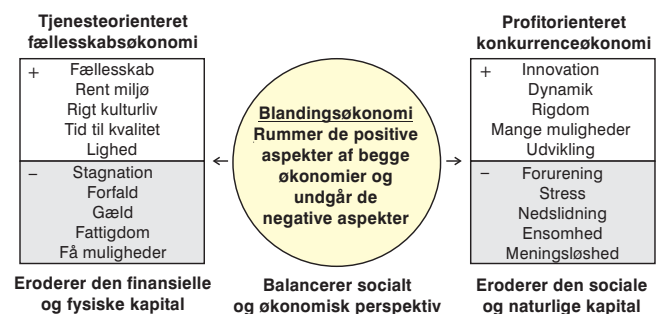 Tjenesteorienteret
fællesskabsøkonomi
+ Fællesskab
Rent miljø
Rigt kulturliv
Tid til kvalitet
Lighed
– Stagnation
Forfald
Gæld
Fattigdom
Få muligheder
Eroderer den finansielle
og fysiske kapital
Blandingsøkonomi
Rummer de positive
aspekter af begge
økonomier og
undgår de
negative aspekter
Balancerer socialt
og økonomisk perspektiv
Profitorienteret
konkurrenceøkonomi
+ Innovation
Dynamik
Rigdom
Mange muligheder
Udvikling
– Forurening
Stress
Nedslidning
Ensomhed
Meningsløshed
Eroderer den sociale
og naturlige kapital